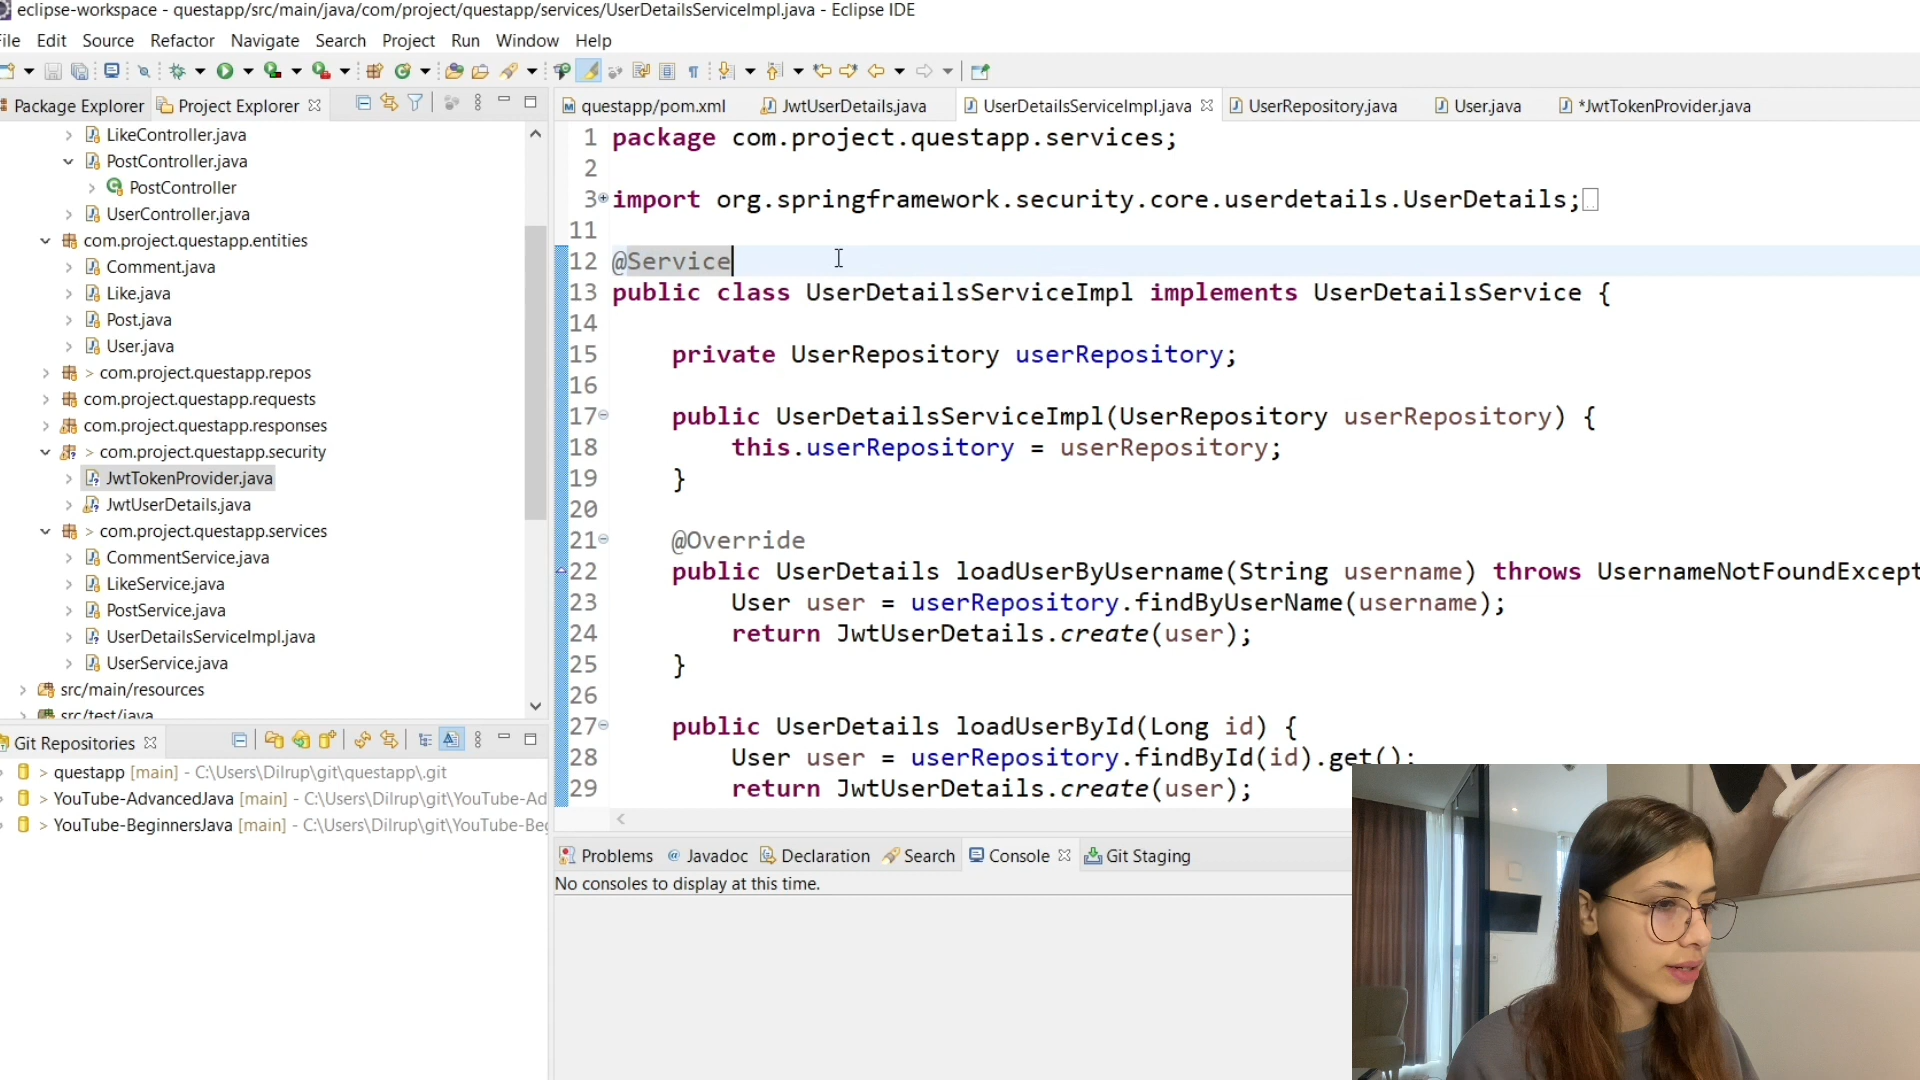 eclipse-workspace - questapp/src/main/java/com/project/questapp/services/UserDetailsServiceImpl.java - Eclipse IDE
File Edit Source Refactor Navigate Search Project Run Window Help
Package Explorer Project Explorer
questapp/pom.xml JwtUserDetails.java UserDetailsServiceImpl.java UserRepository.java User.java *JwtTokenProvider.java
LikeController.java
PostController.java
PostController
UserController.java
com.project.questapp.entities
Comment.java
Like.java
Post.java
User.java
> com.project.questapp.repos
com.project.questapp.requests
com.project.questapp.responses
> com.project.questapp.security
JwtTokenProvider.java
JwtUserDetails.java
> com.project.questapp.services
CommentService.java
LikeService.java
PostService.java
UserDetailsServiceImpl.java
UserService.java
src/main/resources
src/test/java
Git Repositories
> questapp [main] - C:\Users\Dilrup\git\questapp\.git
> YouTube-AdvancedJava [main] - C:\Users\Dilrup\git\YouTube-Ad
> YouTube-BeginnersJava [main] - C:\Users\Dilrup\git\YouTube-Be
1 package com.project.questapp.services;
2
3 import org.springframework.security.core.userdetails.UserDetails;
11
12 @Service
13 public class UserDetailsServiceImpl implements UserDetailsService {
14
15 private UserRepository userRepository;
16
17 public UserDetailsServiceImpl(UserRepository userRepository) {
18 this.userRepository = userRepository;
19 }
20
21 @Override
22 public UserDetails loadUserByUsername(String username) throws UsernameNotFoundExcept
23 User user = userRepository.findByUserName(username);
24 return JwtUserDetails.create(user);
25 }
26
27 public UserDetails loadUserById(Long id) {
28 User user = userRepository.findById(id).get();
29 return JwtUserDetails.create(user);
Problems @ Javadoc Declaration Search Console Git Staging
No consoles to display at this time.